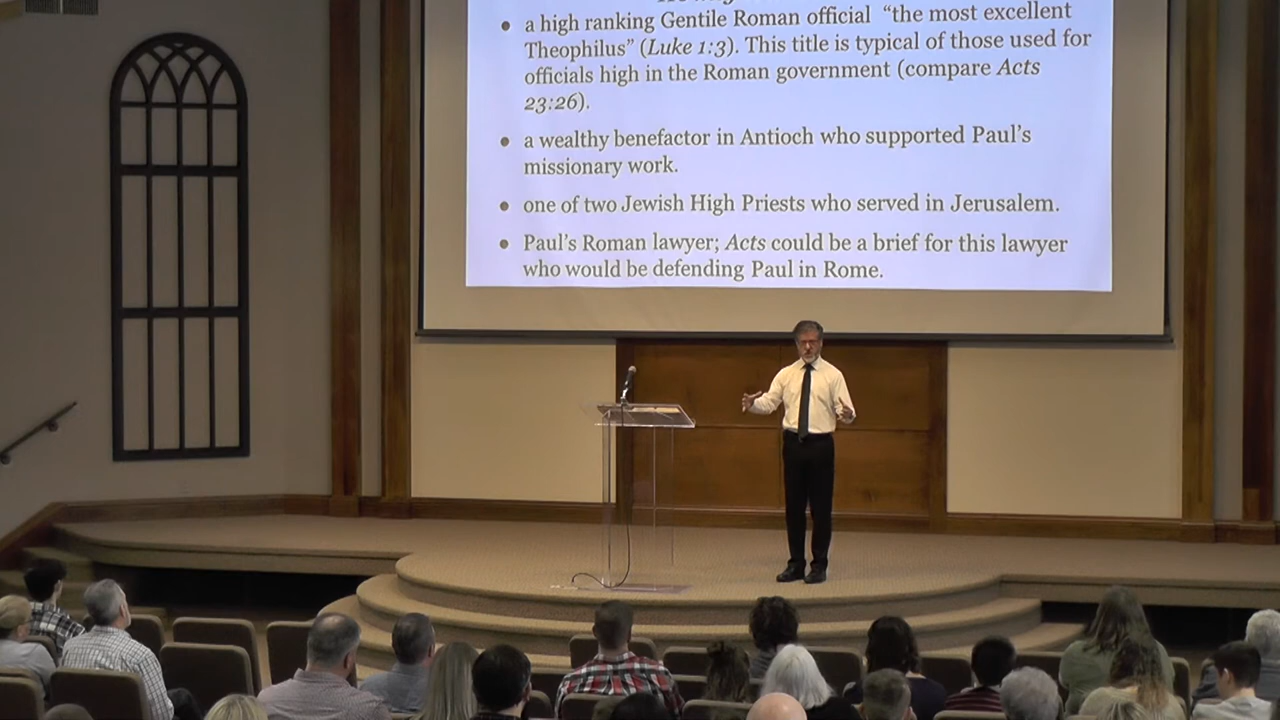 ● a high ranking Gentile Roman official “the most excellent
Theophilus” (Luke 1:3). This title is typical of those used for
officials high in the Roman government (compare Acts
23:26).
● a wealthy benefactor in Antioch who supported Paul’s
missionary work.
● one of two Jewish High Priests who served in Jerusalem.
● Paul’s Roman lawyer; Acts could be a brief for this lawyer
who would be defending Paul in Rome.